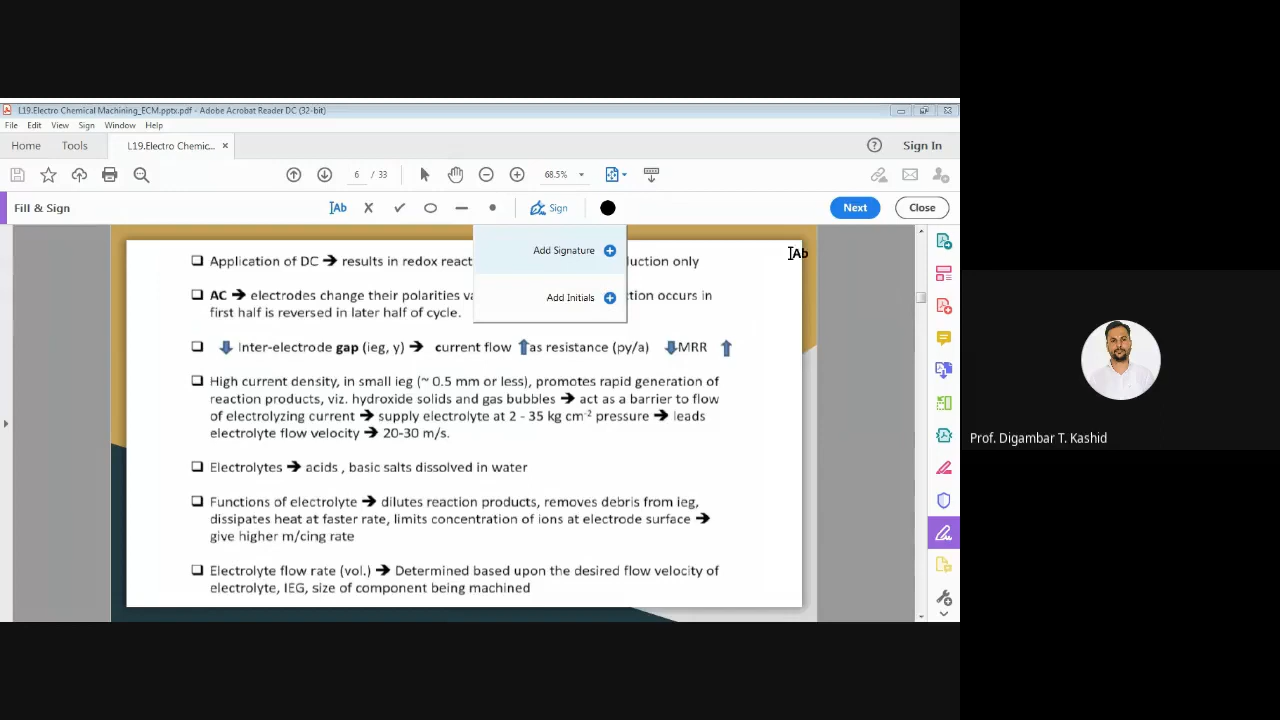 L19.Electro Chemical Machining_ECM.pptx.pdf - Adobe Acrobat Reader DC (32-bit)
File Edit View Sign Window Help
Home Tools L19.Electro Chemic... × Sign In
6 / 33 68.5%
Fill & Sign Ab Sign Next Close
Add Signature
Add Initials
Ab
Application of DC → results in redox react uction only
AC → electrodes change their polarities va tion occurs in
first half is reversed in later half of cycle.
Inter-electrode gap (ieg, y) → current flow as resistance (py/a) MRR
High current density, in small ieg (~ 0.5 mm or less), promotes rapid generation of
reaction products, viz. hydroxide solids and gas bubbles → act as a barrier to flow
of electrolyzing current → supply electrolyte at 2 - 35 kg cm⁻² pressure → leads
electrolyte flow velocity → 20-30 m/s.
Electrolytes → acids , basic salts dissolved in water
Functions of electrolyte → dilutes reaction products, removes debris from ieg,
dissipates heat at faster rate, limits concentration of ions at electrode surface →
give higher m/cing rate
Electrolyte flow rate (vol.) → Determined based upon the desired flow velocity of
electrolyte, IEG, size of component being machined
Prof. Digambar T. Kashid